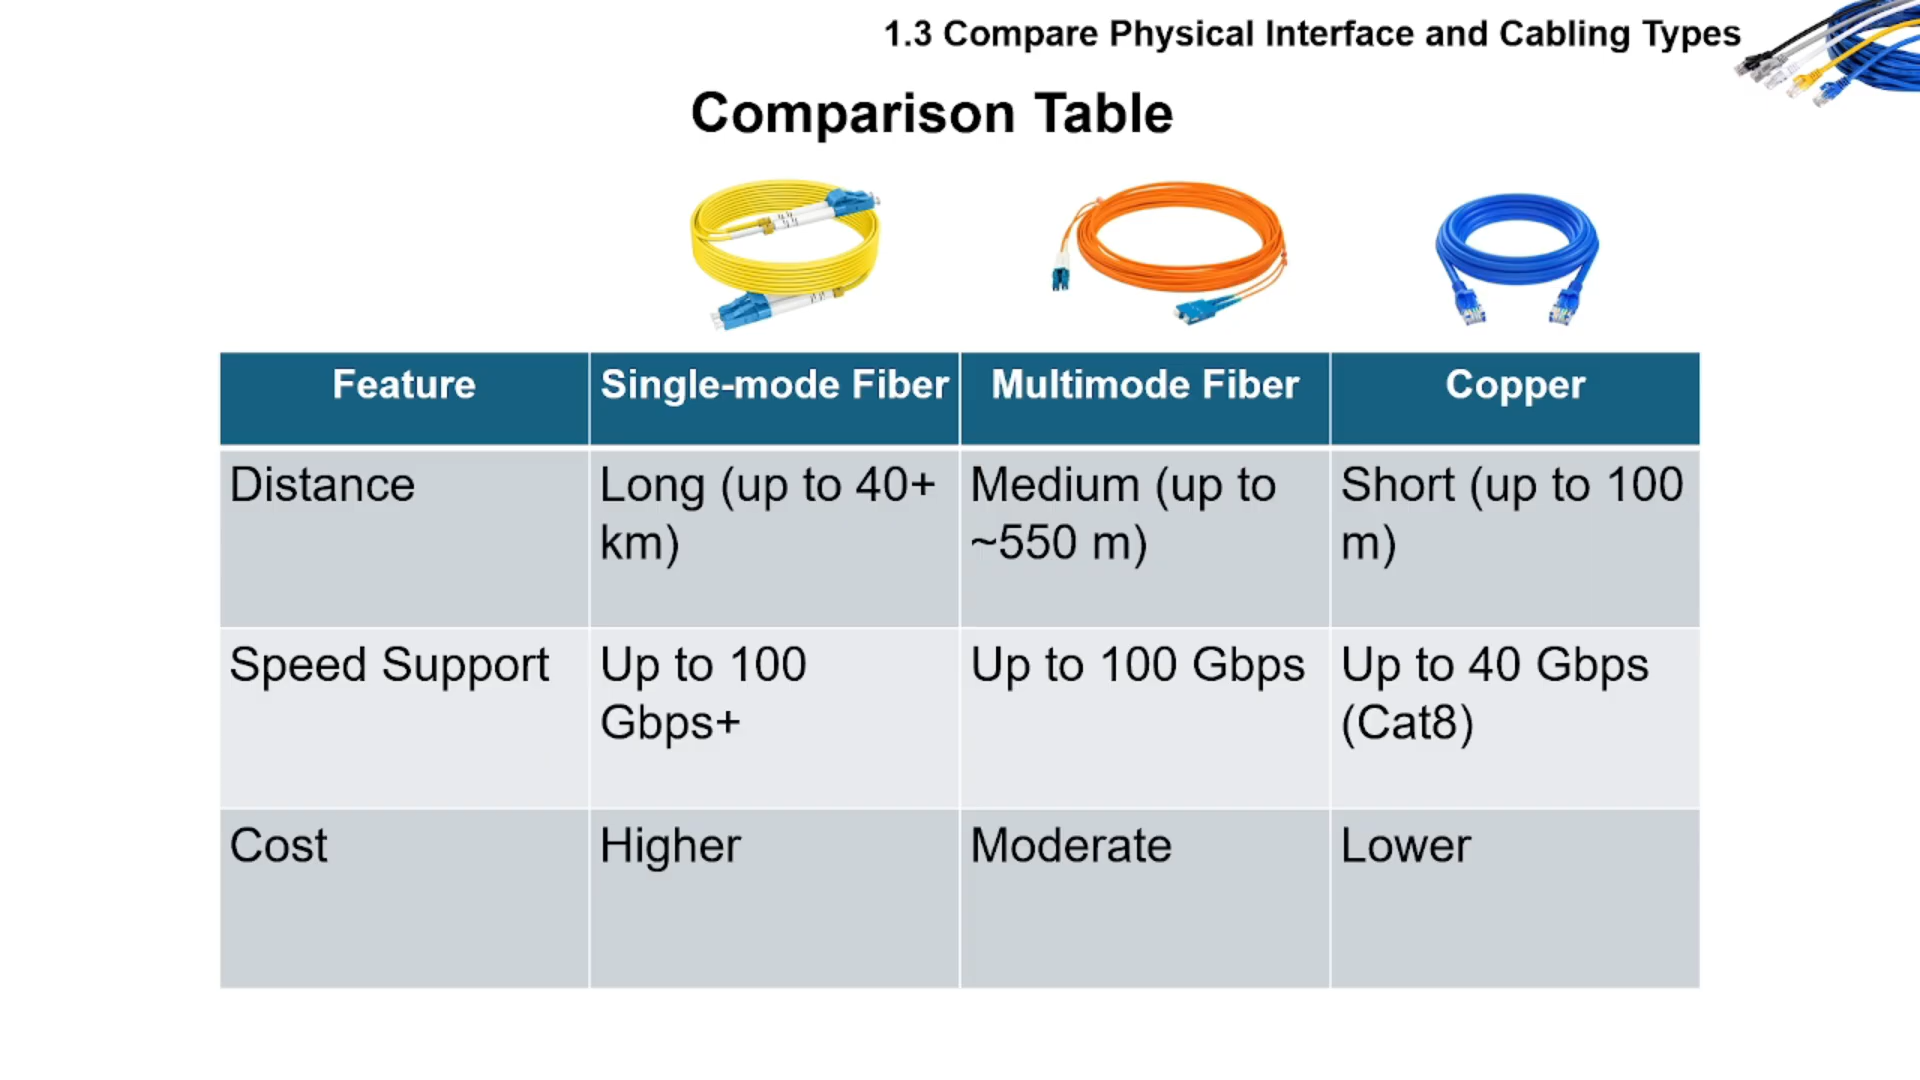 1.3 Compare Physical Interface and Cabling Types
Comparison Table
Feature
Single-mode Fiber
Multimode Fiber
Copper
Distance
Long (up to 40+
km)
Medium (up to
~550 m)
Short (up to 100
m)
Speed Support
Up to 100
Gbps+
Up to 100 Gbps
Up to 40 Gbps
(Cat8)
Cost
Higher
Moderate
Lower